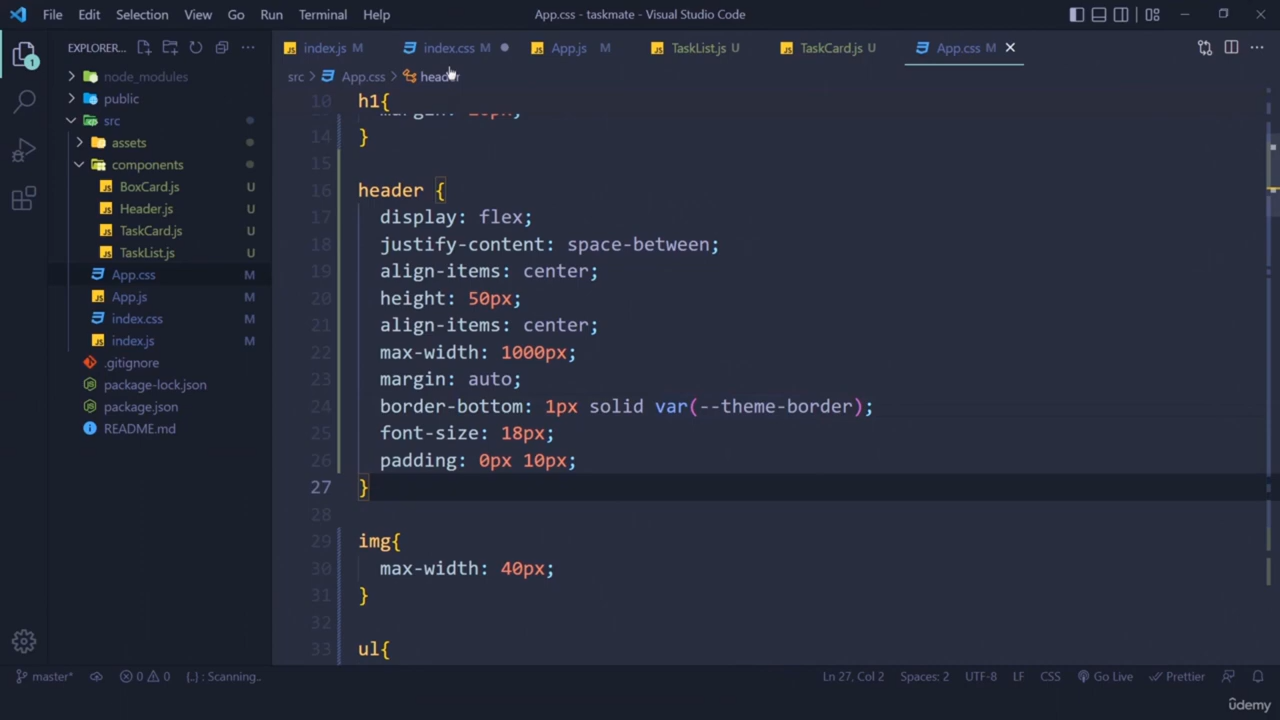 File Edit Selection View Go Run Terminal Help App.css - taskmate - Visual Studio Code
EXPLORER... index.js M index.css M App.js M TaskList.js U TaskCard.js U App.css M
src > App.css > header
node_modules
public
src
assets
components
BoxCard.js U
Header.js U
TaskCard.js U
TaskList.js U
App.css M
App.js M
index.css M
index.js M
.gitignore
package-lock.json
package.json
README.md
1
10 h1{
14 }
15
16 header {
17 display: flex;
18 justify-content: space-between;
19 align-items: center;
20 height: 50px;
21 align-items: center;
22 max-width: 1000px;
23 margin: auto;
24 border-bottom: 1px solid var(--theme-border);
25 font-size: 18px;
26 padding: 0px 10px;
27 }
28
29 img{
30 max-width: 40px;
31 }
32
33 ul{
master* 0 0 {..} : Scanning.. Ln 27, Col 2 Spaces: 2 UTF-8 LF CSS Go Live Prettier
ûdemy